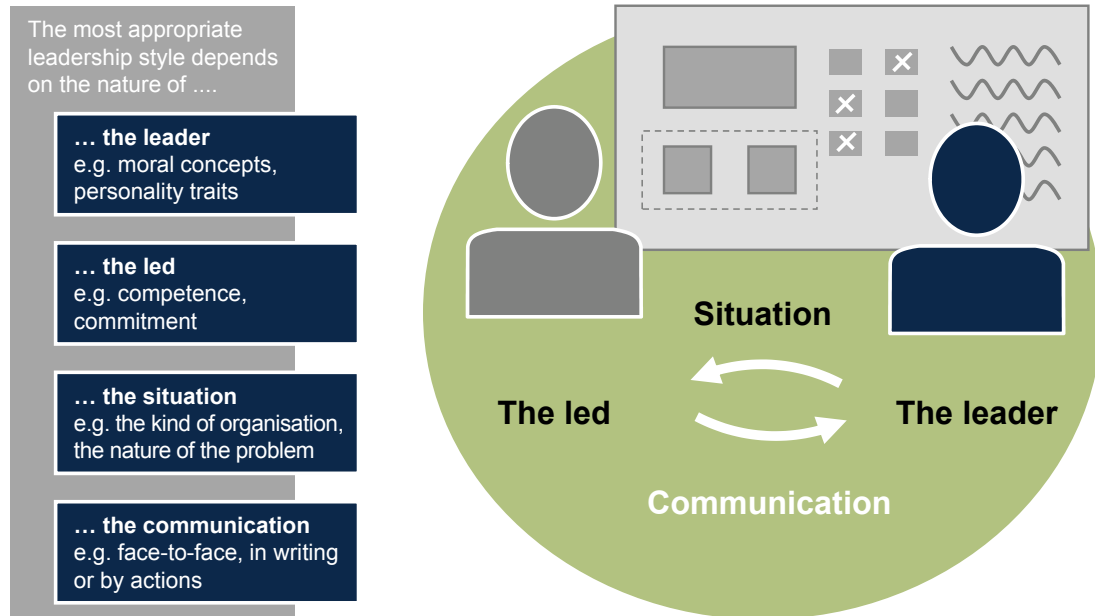 The most appropriate
leadership style depends
on the nature of ....
… the leader
e.g. moral concepts,
personality traits
… the led
e.g. competence,
commitment
… the situation
e.g. the kind of organisation,
the nature of the problem
… the communication
e.g. face-to-face, in writing
or by actions
Situation
The led
The leader
Communication